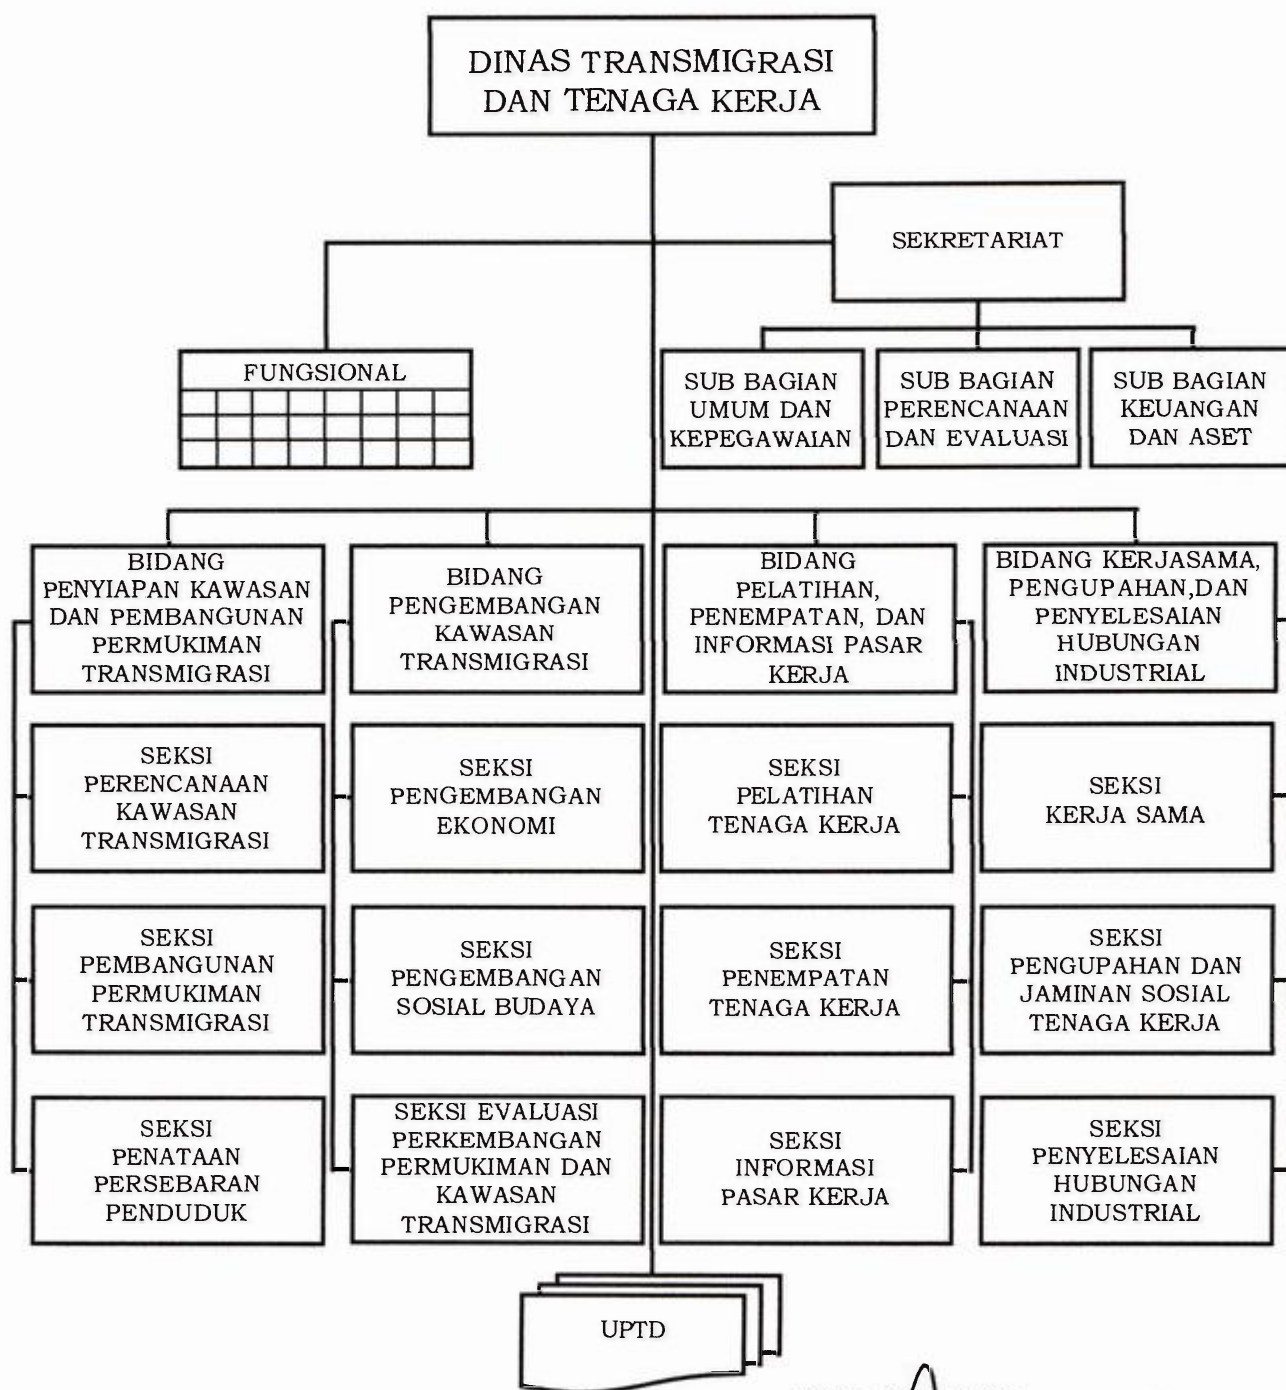 DINAS TRANSMIGRASI
DAN TENAGA KERJA
SEKRETARIAT
FUNGSIONAL
SUB BAGIAN
UMUM DAN
KEPEGAWAIAN
SUB BAGIAN
PERENCANAAN
DAN EVALUASI
SUB BAGIAN
KEUANGAN
DAN ASET
BIDANG
PENYIAPAN KAWASAN
DAN PEMBANGUNAN
PERMUKIMAN
TRANSMIGRASI
BIDANG
PENGEMBANGAN
KAWASAN
TRANSMIGRASI
BIDANG
PELATIHAN,
PENEMPATAN, DAN
INFORMASI PASAR
KERJA
BIDANG KERJASAMA,
PENGUPAHAN,DAN
PENYELESAIAN
HUBUNGAN
INDUSTRIAL
SEKSI
PERENCANAAN
KAWASAN
TRANSMIGRASI
SEKSI
PENGEMBANGAN
EKONOMI
SEKSI
PELATIHAN
TENAGA KERJA
SEKSI
KERJA SAMA
SEKSI
PEMBANGUNAN
PERMUKIMAN
TRANSMIGRASI
SEKSI
PENGEMBANGAN
SOSIAL BUDAYA
SEKSI
PENEMPATAN
TENAGA KERJA
SEKSI
PENGUPAHAN DAN
JAMINAN SOSIAL
TENAGA KERJA
SEKSI
PENATAAN
PERSEBARAN
PENDUDUK
SEKSI EVALUASI
PERKEMBANGAN
PERMUKIMAN DAN
KAWASAN
TRANSMIGRASI
SEKSI
INFORMASI
PASAR KERJA
SEKSI
PENYELESAIAN
HUBUNGAN
INDUSTRIAL
UPTD